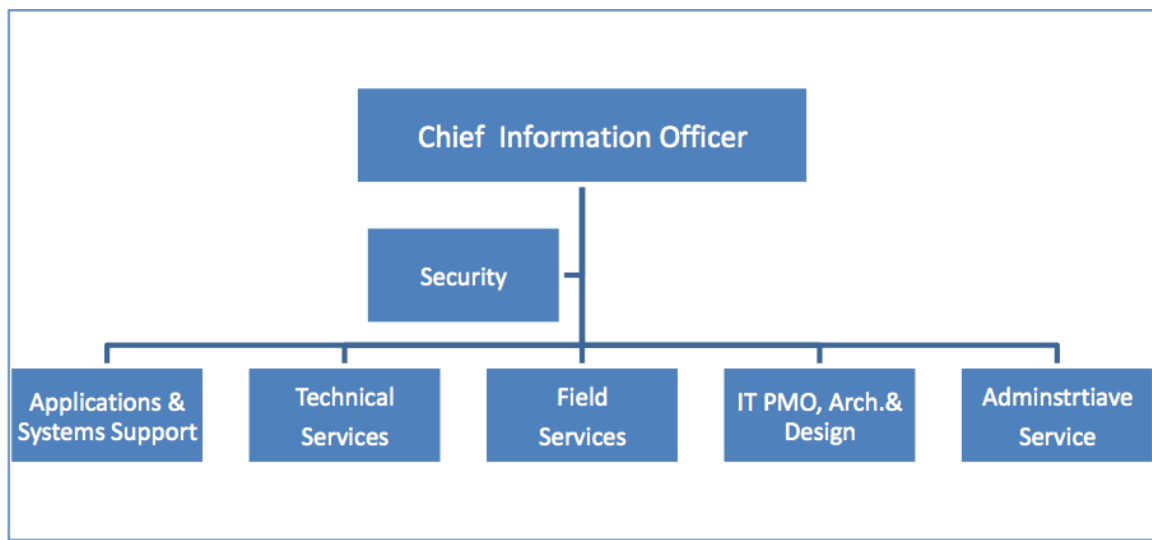 Chief Information Officer
Security
Applications &
Systems Support
Technical
Services
Field
Services
IT PMO, Arch.&
Design
Adminstrtiave
Service